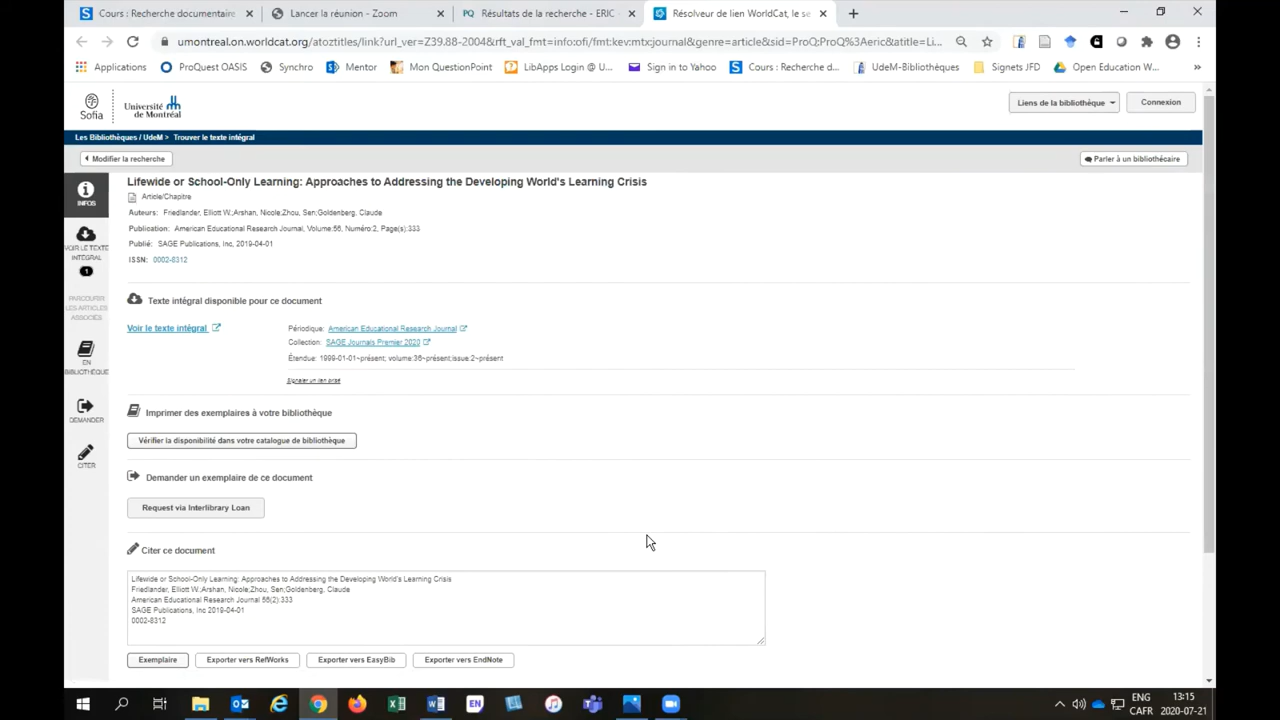 Cours : Recherche documentaire
Lancer la réunion - Zoom
PQ Résultats de la recherche - ERIC -
Résolveur de lien WorldCat, le se
umontreal.on.worldcat.org/atoztitles/link?url_ver=Z39.88-2004&rft_val_fmt=info:ofi/fmt:kev:mtx:journal&genre=article&sid=ProQ:ProQ%3Aeric&atitle=Li...
Applications
ProQuest OASIS
Synchro
Mentor
Mon QuestionPoint
LibApps Login @ U...
Sign in to Yahoo
Cours : Recherche d...
UdeM-Bibliothèques
Signets JFD
Open Education W...
»
Sofia
Université de Montréal
Liens de la bibliothèque
Connexion
Les Bibliothèques / UdeM > Trouver le texte intégral
Modifier la recherche
Parler à un bibliothécaire
INFOS
VOIR LE TEXTE
INTÉGRAL
1
PARCOURIR
LES ARTICLES
ASSOCIÉS
EN
BIBLIOTHÈQUE
DEMANDER
CITER
Lifewide or School-Only Learning: Approaches to Addressing the Developing World's Learning Crisis
Article/Chapitre
Auteurs: Friedlander, Elliott W.;Arshan, Nicole;Zhou, Sen;Goldenberg, Claude
Publication: American Educational Research Journal, Volume:56, Numéro:2, Page(s):333
Publié: SAGE Publications, Inc, 2019-04-01
ISSN: 0002-8312
Texte intégral disponible pour ce document
Voir le texte intégral
Périodique: American Educational Research Journal
Collection: SAGE Journals Premier 2020
Étendue: 1999-01-01~présent; volume:36~présent;issue:2~présent
Signaler un lien brisé
Imprimer des exemplaires à votre bibliothèque
Vérifier la disponibilité dans votre catalogue de bibliothèque
Demander un exemplaire de ce document
Request via Interlibrary Loan
Citer ce document
Lifewide or School-Only Learning: Approaches to Addressing the Developing World's Learning Crisis
Friedlander, Elliott W.;Arshan, Nicole;Zhou, Sen;Goldenberg, Claude
American Educational Research Journal 56(2):333
SAGE Publications, Inc 2019-04-01
0002-8312
Exemplaire
Exporter vers RefWorks
Exporter vers EasyBib
Exporter vers EndNote
EN
ENG
CAFR
13:15
2020-07-21